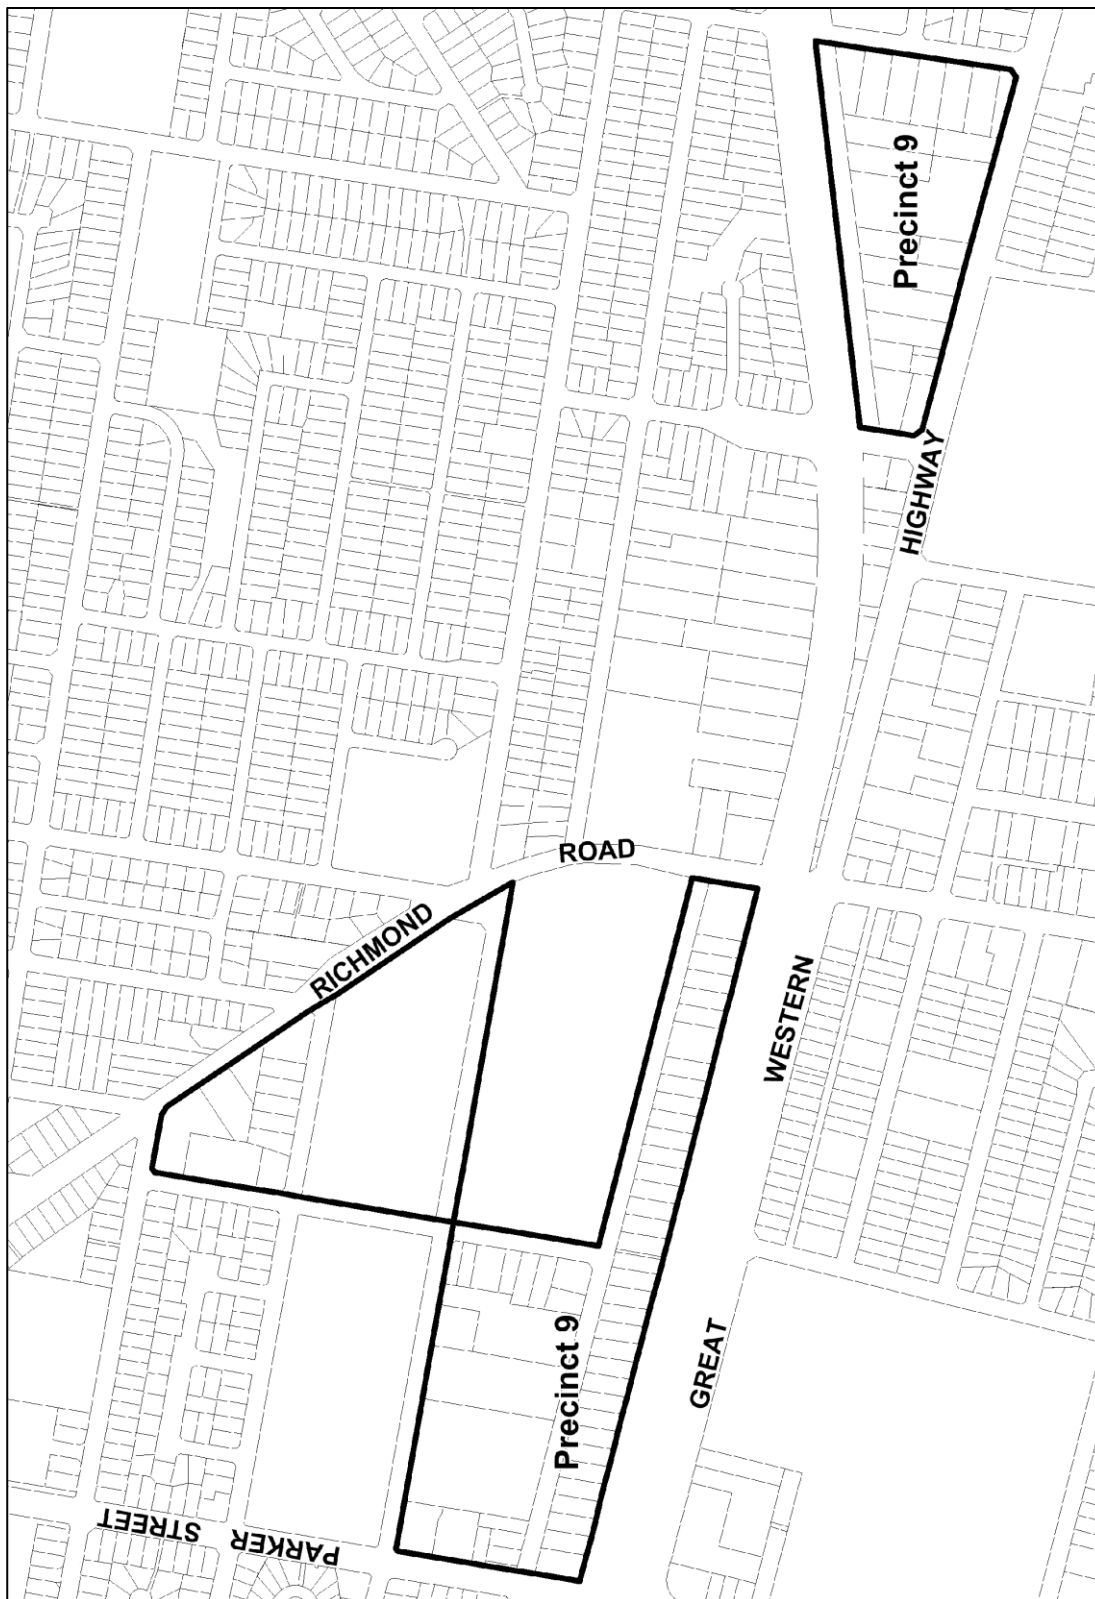 Precinct 9
HIGHWAY
ROAD
RICHMOND
WESTERN
GREAT
Precinct 9
PARKER STREET